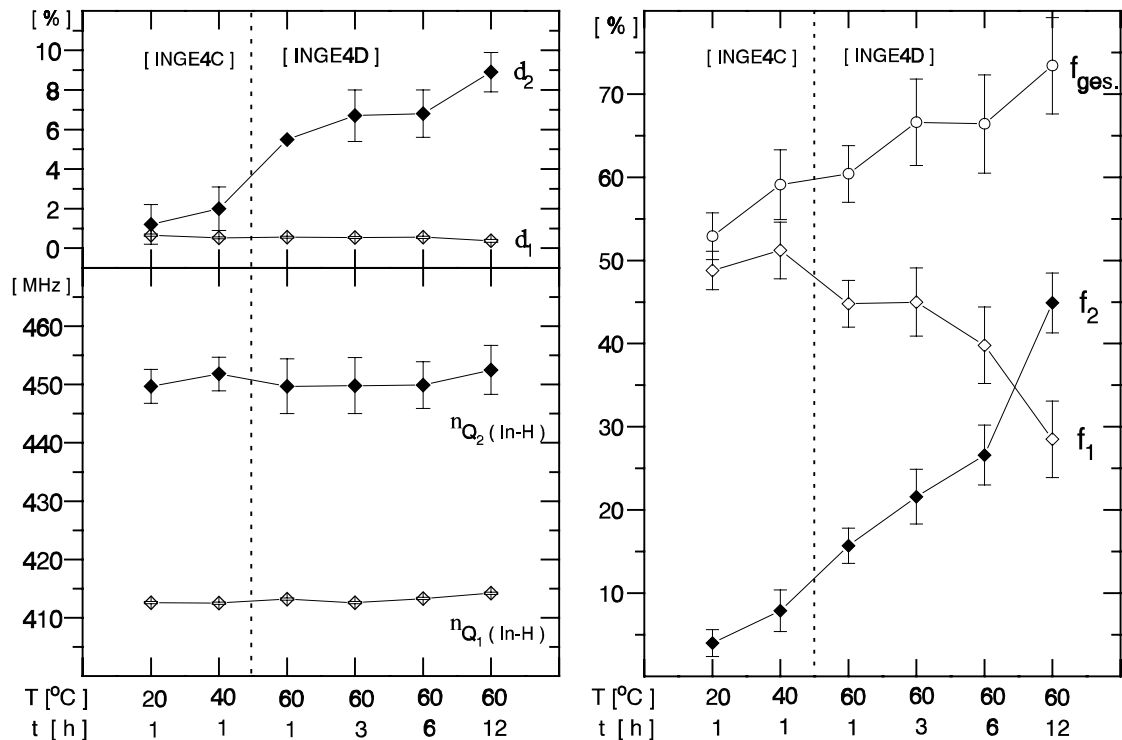 [ % ]
10
8
6
4
2
0
[ INGE4C ]
[ INGE4D ]
d2
d1
[ MHz ]
460
450
440
430
420
410
nQ2 ( In-H )
nQ1 ( In-H )
T [°C] 20 40 60 60 60 60
t [ h ] 1 1 1 3 6 12
[ % ]
70
60
50
40
30
20
10
[ INGE4C ]
[ INGE4D ]
fges.
f2
f1
T [°C] 20 40 60 60 60 60
t [ h ] 1 1 1 3 6 12